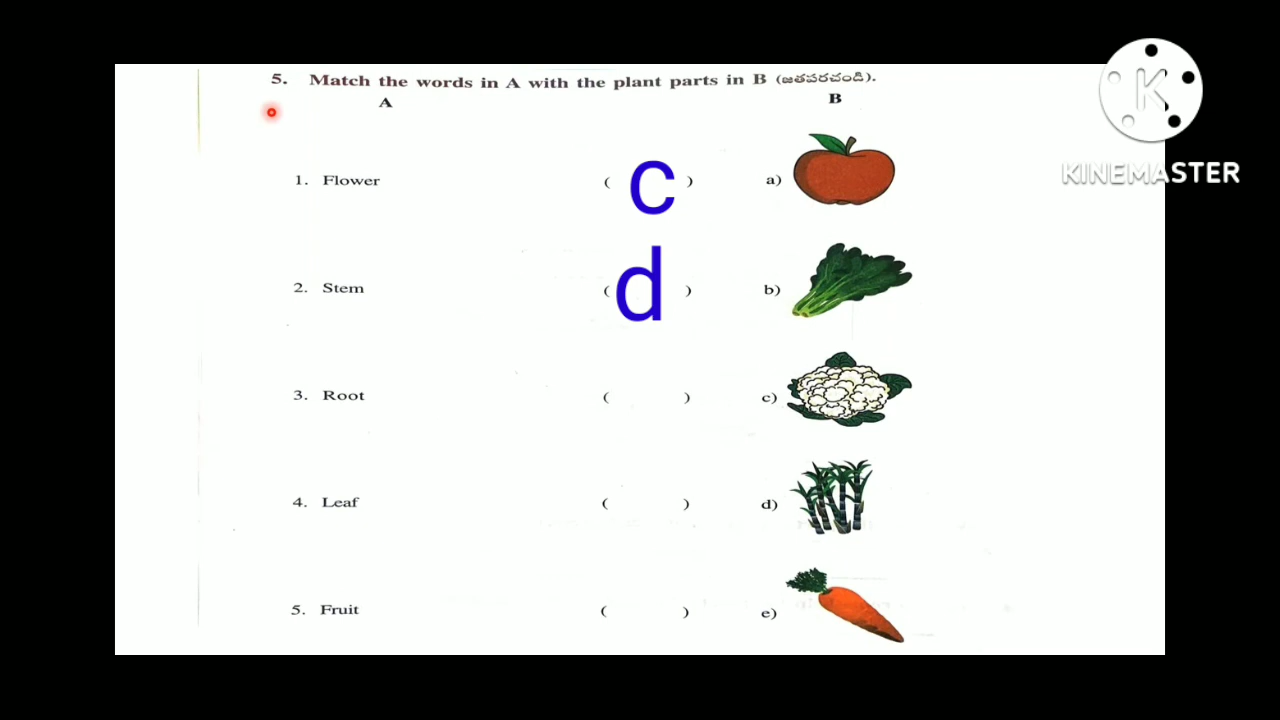 5. Match the words in A with the plant parts in B (జతపరచండి).
A B
K
KINEMASTER
1. Flower ( c ) a)
2. Stem ( d ) b)
3. Root ( ) c)
4. Leaf ( ) d)
5. Fruit ( ) e)